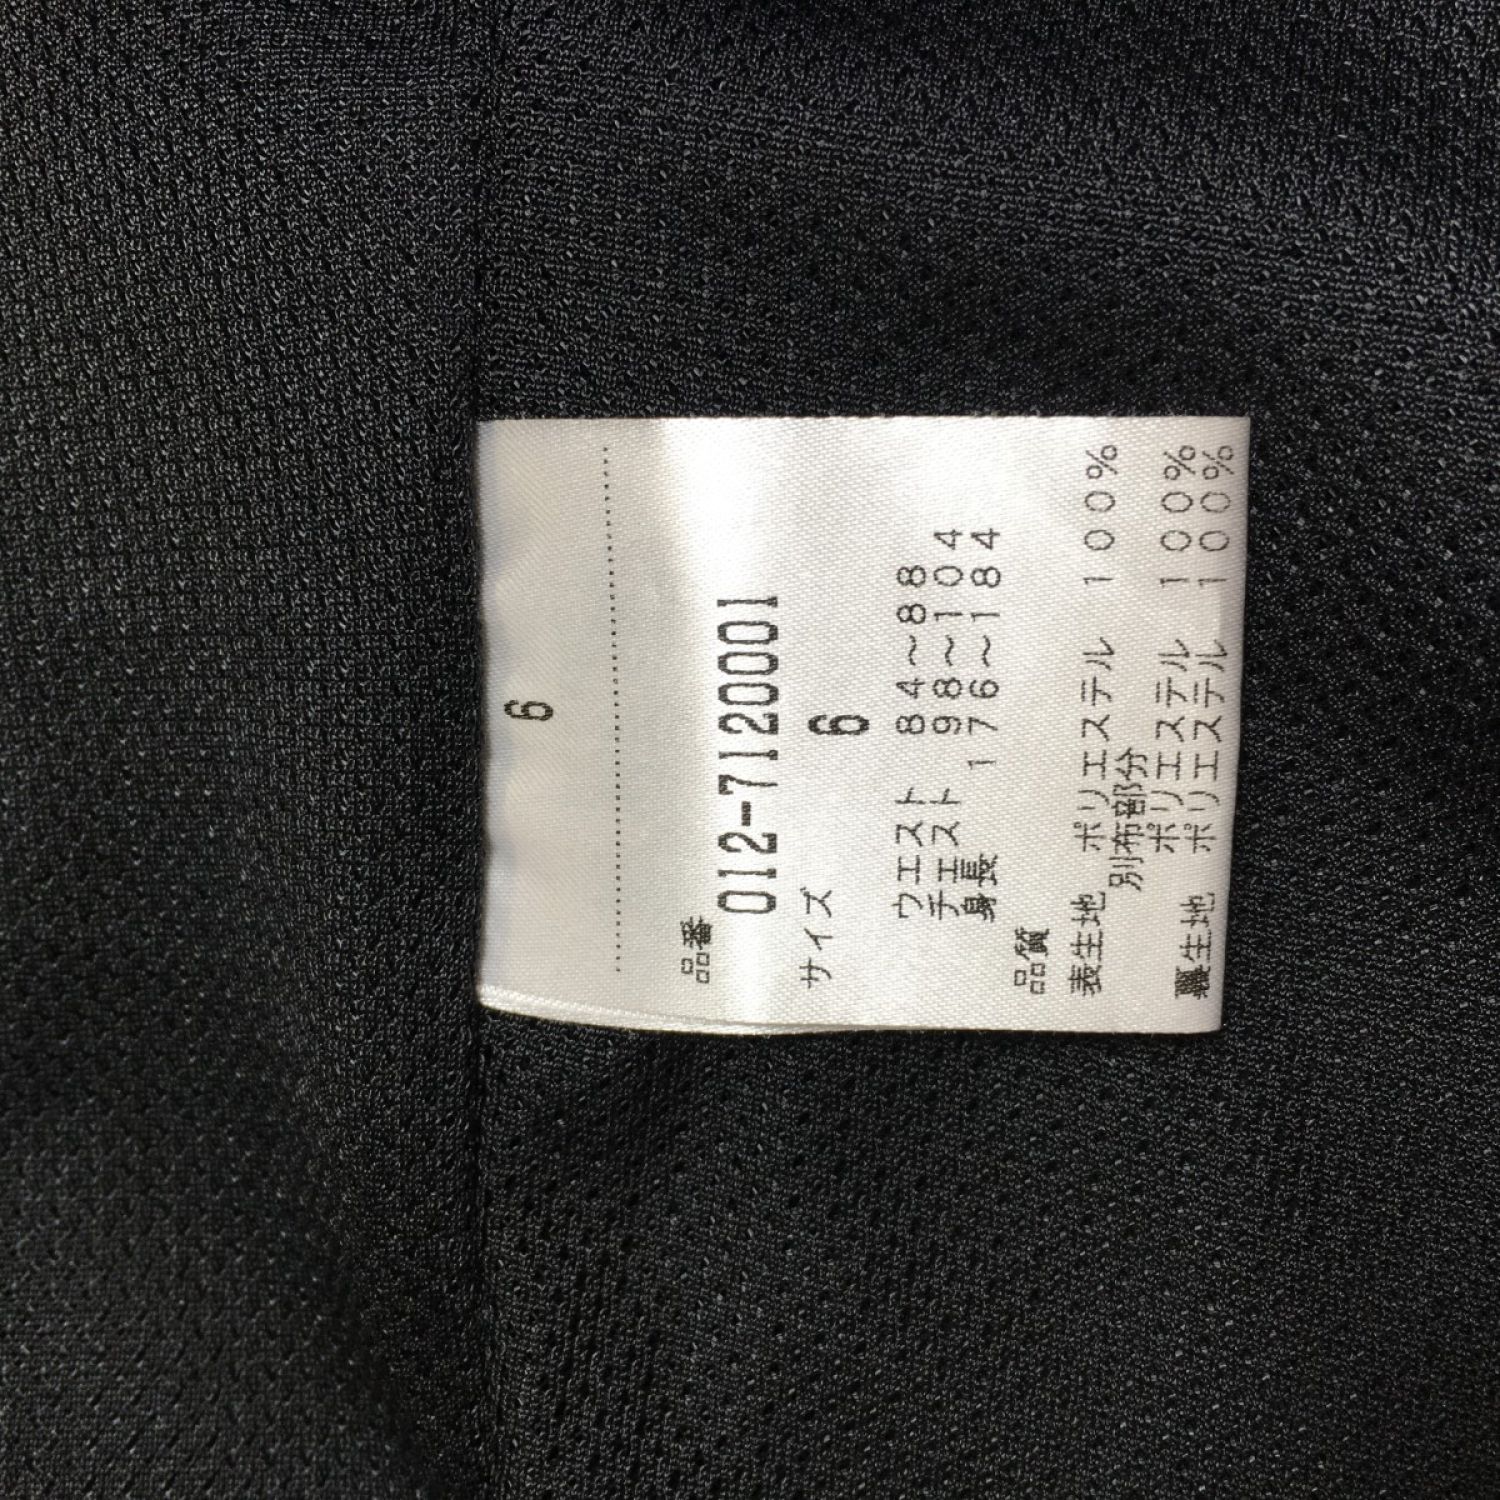 6
品番
012-7120001
サイズ 6
ウエスト 84～88
チェスト 98～104
身長 176～184
品質
表生地 ポリエステル 100%
別布部分
ポリエステル 100%
裏生地 ポリエステル 100%